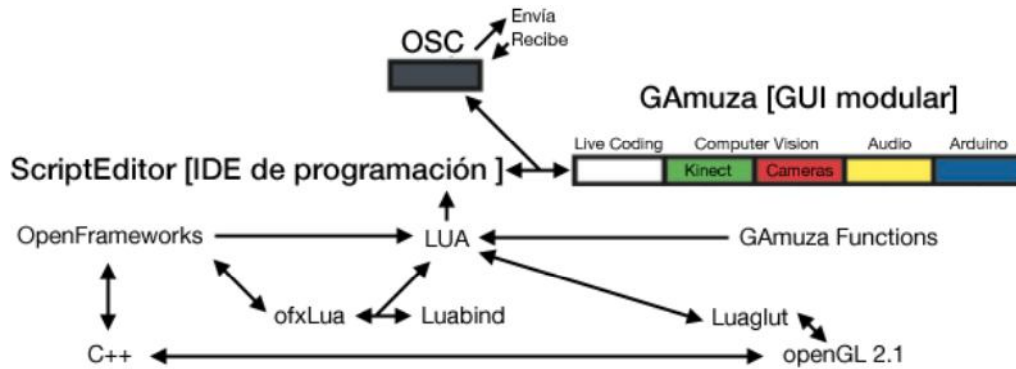 Envía
OSC
Recibe
GAmuza [GUI modular]
Live Coding Computer Vision Audio Arduino
ScriptEditor [IDE de programación ]
Kinect Cameras
OpenFrameworks LUA GAmuza Functions
ofxLua Luabind Luaglut
C++ openGL 2.1